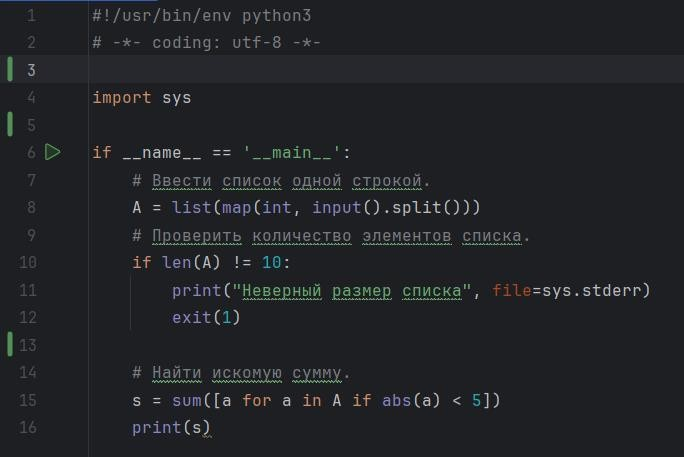 1 #!/usr/bin/env python3
2 # -*- coding: utf-8 -*-
3
4 import sys
5
6 if __name__ == '__main__':
7     # Ввести список одной строкой.
8     A = list(map(int, input().split()))
9     # Проверить количество элементов списка.
10     if len(A) != 10:
11         print("Неверный размер списка", file=sys.stderr)
12         exit(1)
13
14     # Найти искомую сумму.
15     s = sum([a for a in A if abs(a) < 5])
16     print(s)